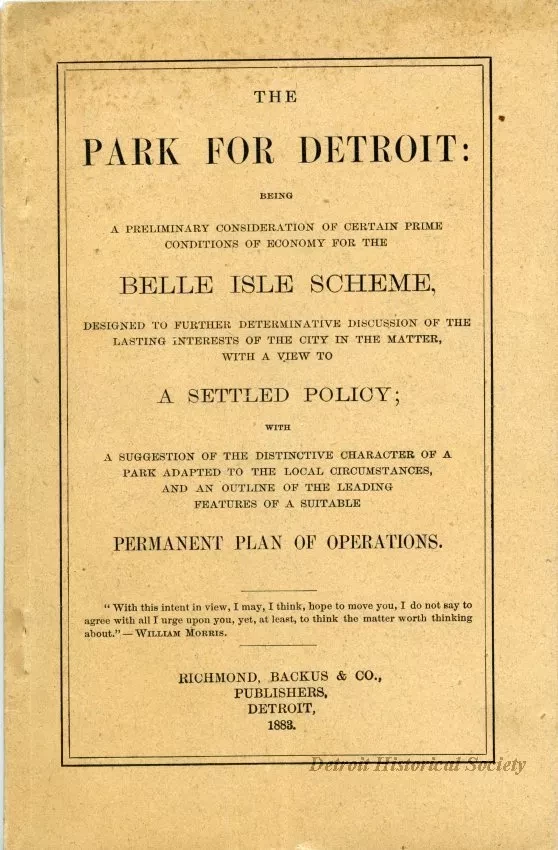 THE
PARK FOR DETROIT:
BEING
A PRELIMINARY CONSIDERATION OF CERTAIN PRIME
CONDITIONS OF ECONOMY FOR THE
BELLE ISLE SCHEME,
DESIGNED TO FURTHER DETERMINATIVE DISCUSSION OF THE
LASTING INTERESTS OF THE CITY IN THE MATTER,
WITH A VIEW TO
A SETTLED POLICY;
WITH
A SUGGESTION OF THE DISTINCTIVE CHARACTER OF A
PARK ADAPTED TO THE LOCAL CIRCUMSTANCES,
AND AN OUTLINE OF THE LEADING
FEATURES OF A SUITABLE
PERMANENT PLAN OF OPERATIONS.
"With this intent in view, I may, I think, hope to move you, I do not say to
agree with all I urge upon you, yet, at least, to think the matter worth thinking
about." — WILLIAM MORRIS.
RICHMOND, BACKUS & CO.,
PUBLISHERS,
DETROIT,
1883.
Detroit Historical Society